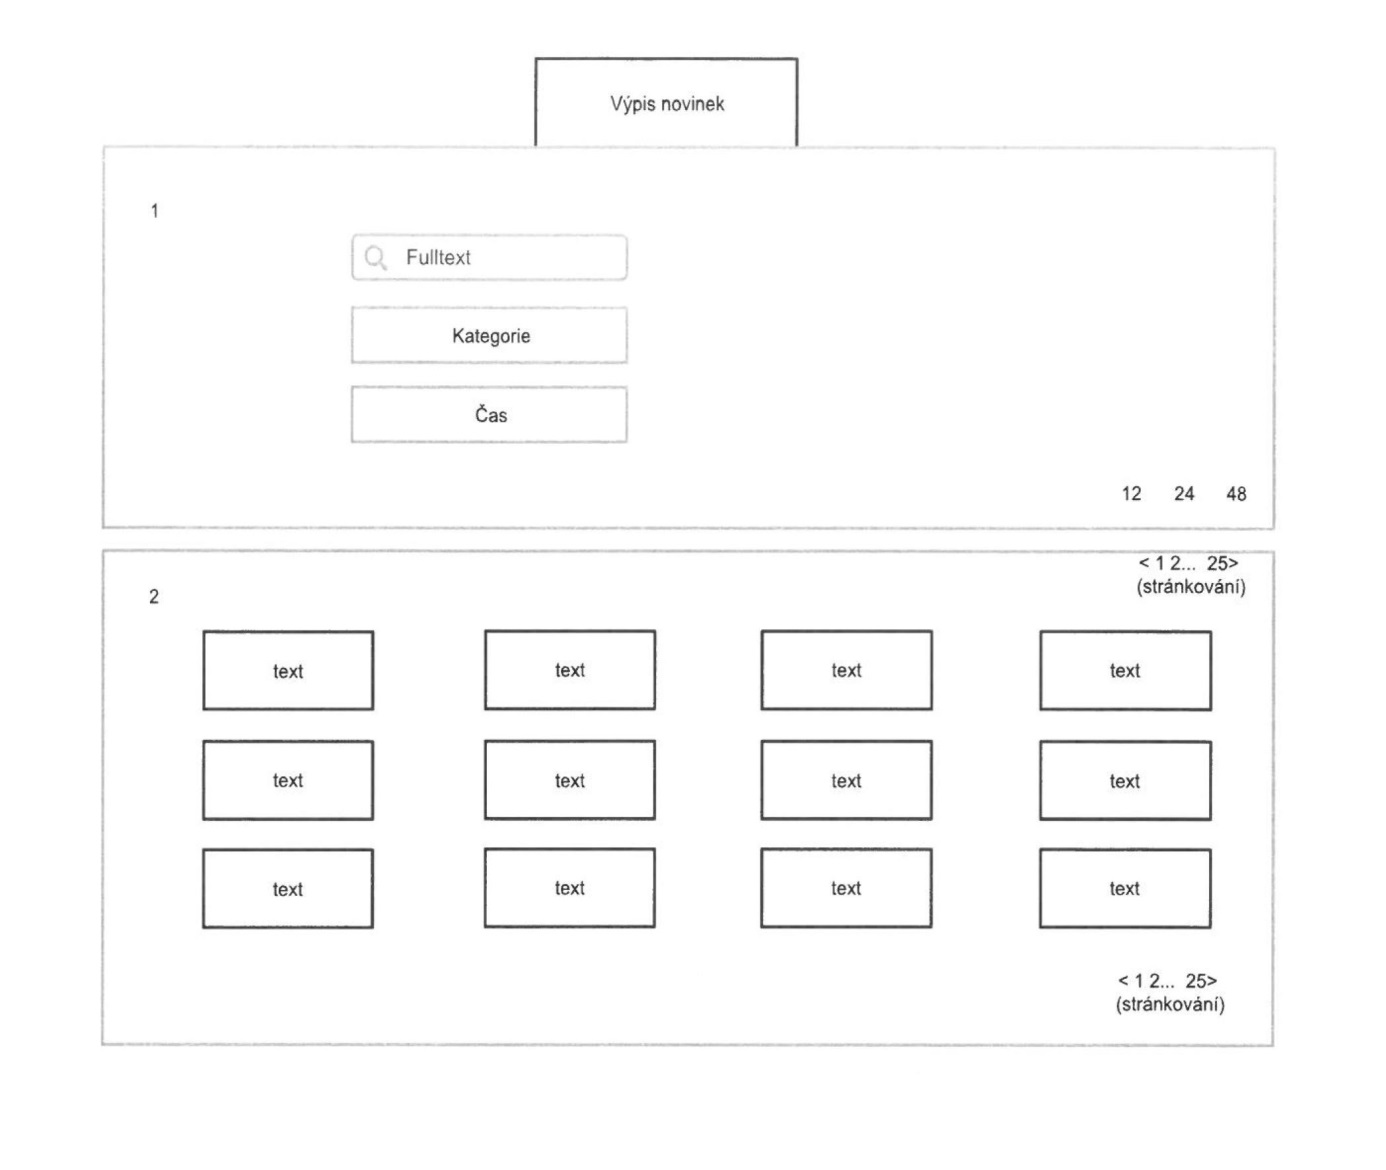 Výpis novinek
1
Fulltext
Kategorie
Čas
12 24 48
< 1 2... 25>
(stránkování)
2
text text text text
text text text text
text text text text
< 1 2... 25>
(stránkování)